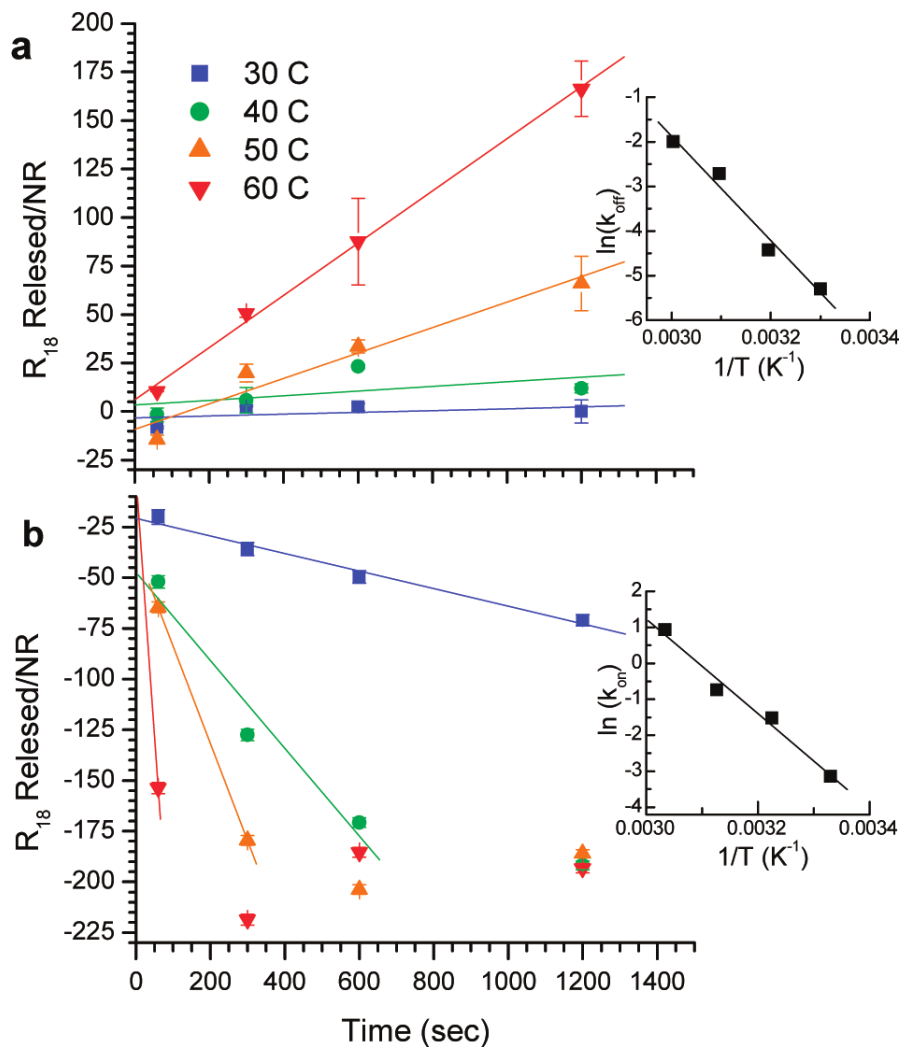 a
200
175
150
125
100
75
50
25
0
-25
R18 Relesed/NR
30 C
40 C
50 C
60 C
-1
-2
-3
-4
-5
-6
ln(koff)
0.0030 0.0032 0.0034
1/T (K-1)
b
-25
-50
-75
-100
-125
-150
-175
-200
-225
R18 Relesed/NR
0 200 400 600 800 1000 1200 1400
Time (sec)
2
1
0
-1
-2
-3
-4
ln (kon)
0.0030 0.0032 0.0034
1/T (K-1)